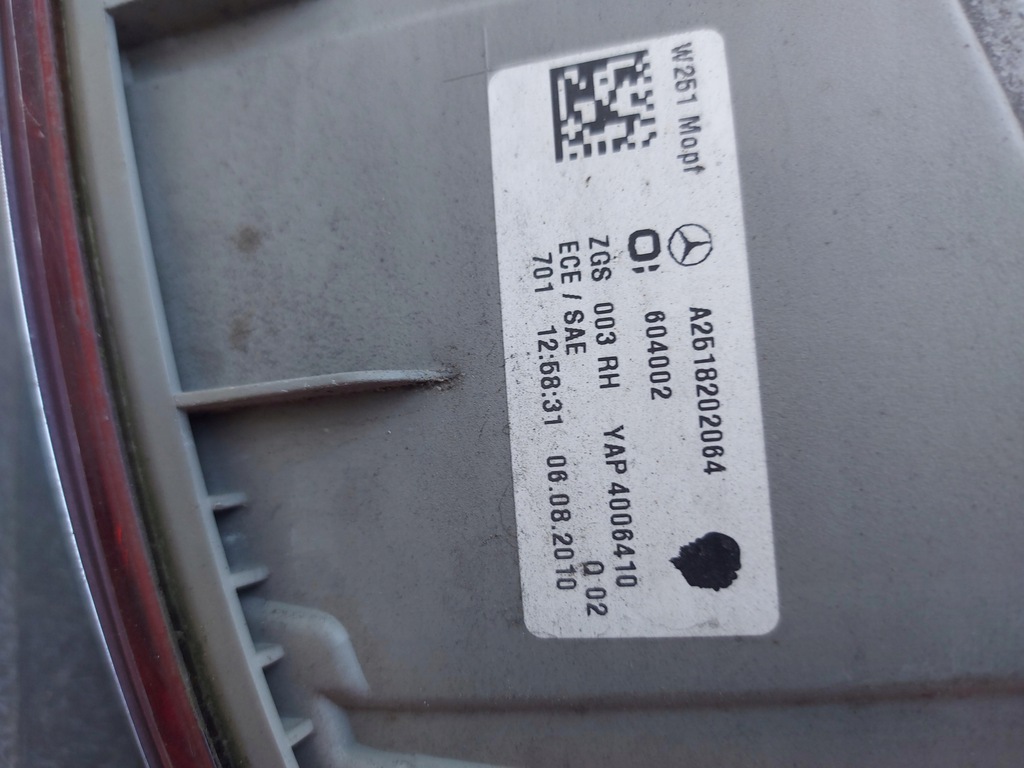 W251 Mopf
A2518202064
604002
ZGS 003 RH YAP 4006410
ECE / SAE Q 02
701 12:58:31 06.08.2010